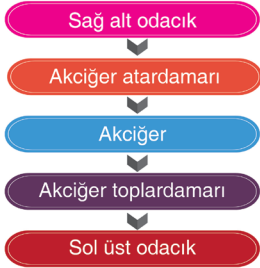 Sağ alt odacık
Akciğer atardamarı
Akciğer
Akciğer toplardamarı
Sol üst odacık